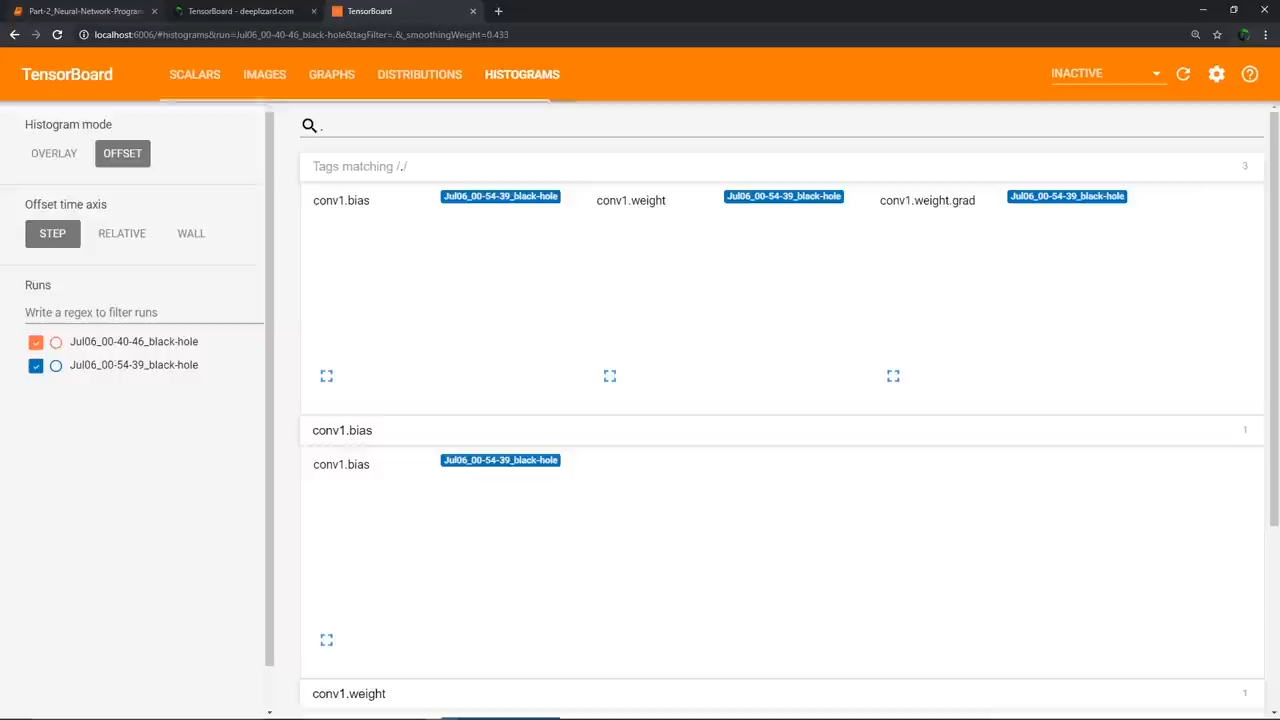 Part-2_Neural-Network-Program
TensorBoard - deeplizard.com
TensorBoard
localhost:6006/#histograms&run=Jul06_00-40-46_black-hole&tagFilter=.&_smoothingWeight=0.433
TensorBoard
SCALARS
IMAGES
GRAPHS
DISTRIBUTIONS
HISTOGRAMS
INACTIVE
Histogram mode
OVERLAY
OFFSET
Offset time axis
STEP
RELATIVE
WALL
Runs
Write a regex to filter runs
Jul06_00-40-46_black-hole
Jul06_00-54-39_black-hole
.
Tags matching /./
3
conv1.bias
Jul06_00-54-39_black-hole
conv1.weight
Jul06_00-54-39_black-hole
conv1.weight.grad
Jul06_00-54-39_black-hole
conv1.bias
1
conv1.bias
Jul06_00-54-39_black-hole
conv1.weight
1